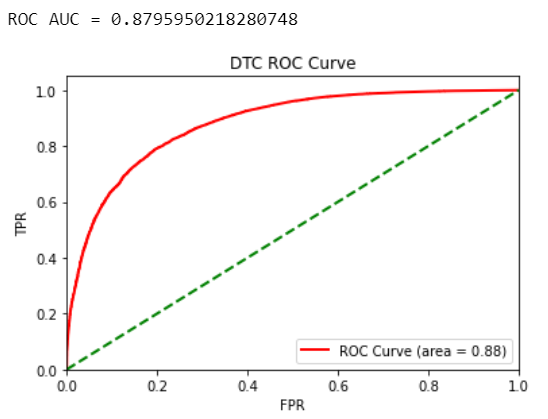 ROC AUC = 0.8795950218280748
DTC ROC Curve
1.0
0.8
0.6
0.4
0.2
0.0
TPR
ROC Curve (area = 0.88)
0.0 0.2 0.4 0.6 0.8 1.0
FPR